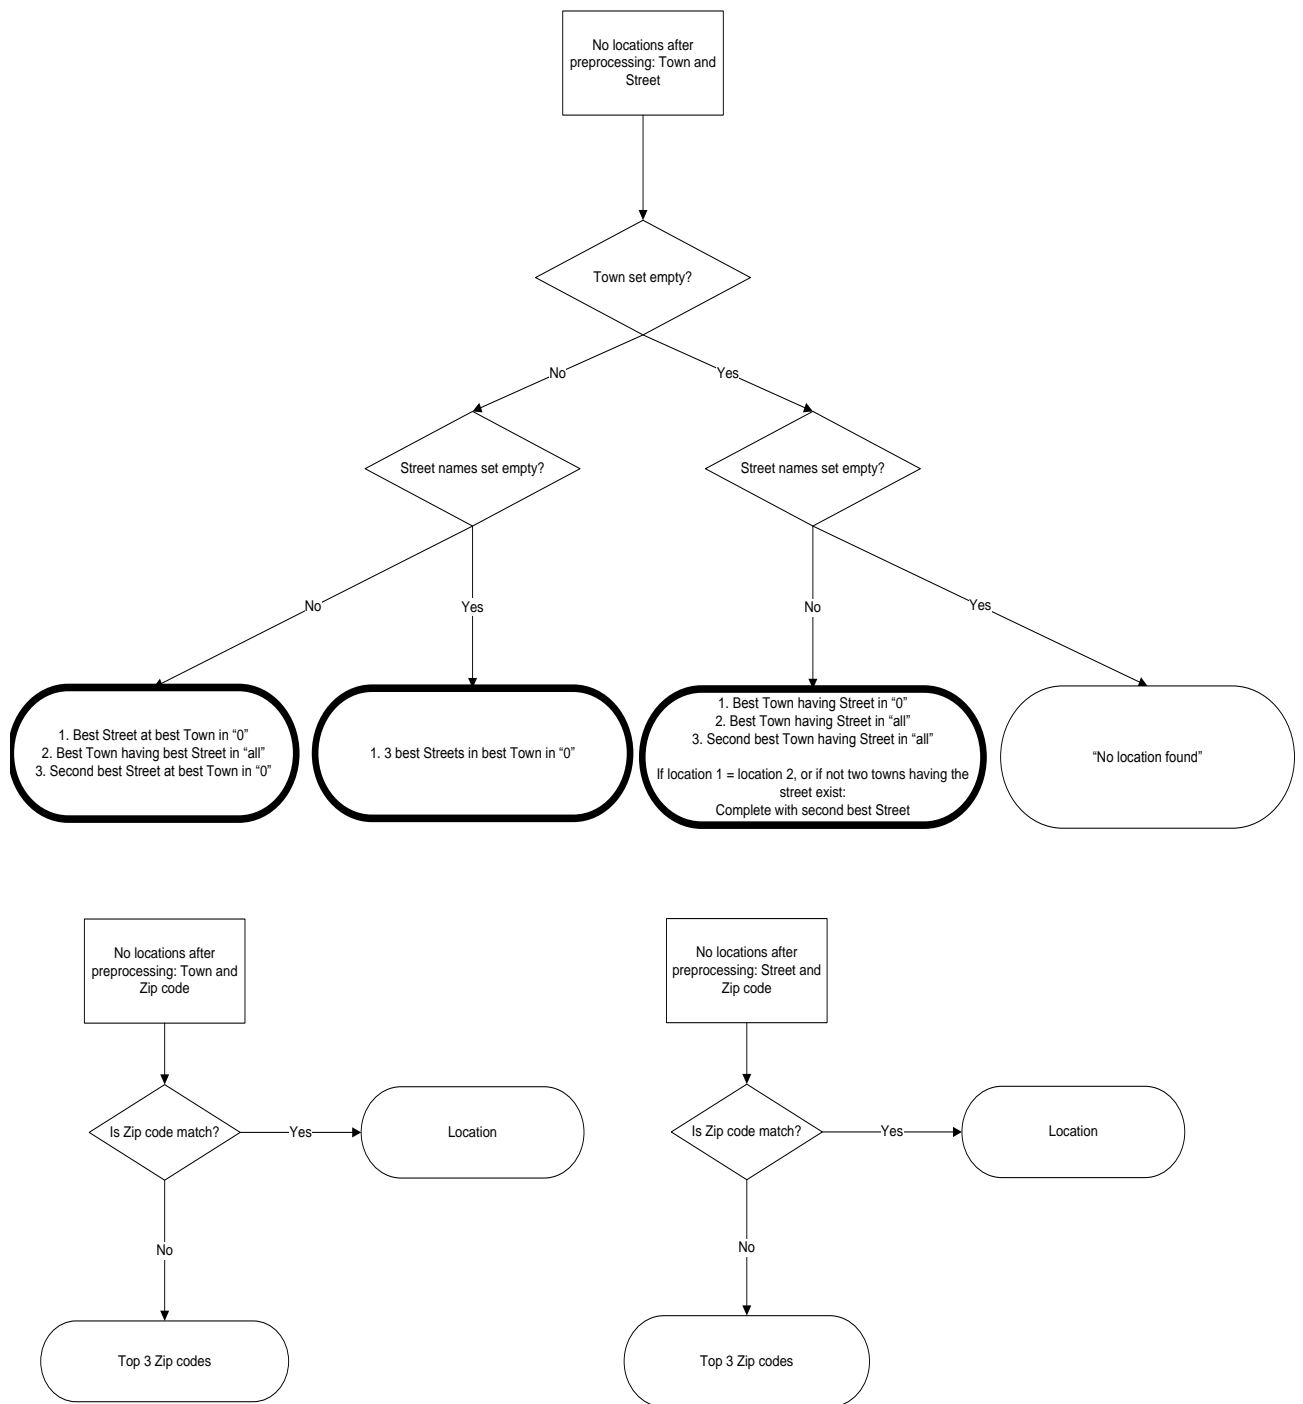 No locations after
preprocessing: Town and
Street
Town set empty?
No
Yes
Street names set empty?
Street names set empty?
No
Yes
No
Yes
1. Best Street at best Town in “0”
2. Best Town having best Street in “all”
3. Second best Street at best Town in “0”
1. 3 best Streets in best Town in “0”
1. Best Town having Street in “0”
2. Best Town having Street in “all”
3. Second best Town having Street in “all”
If location 1 = location 2, or if not two towns having the
street exist:
Complete with second best Street
“No location found”
No locations after
preprocessing: Town and
Zip code
Is Zip code match?
Yes
Location
No
Top 3 Zip codes
No locations after
preprocessing: Street and
Zip code
Is Zip code match?
Yes
Location
No
Top 3 Zip codes